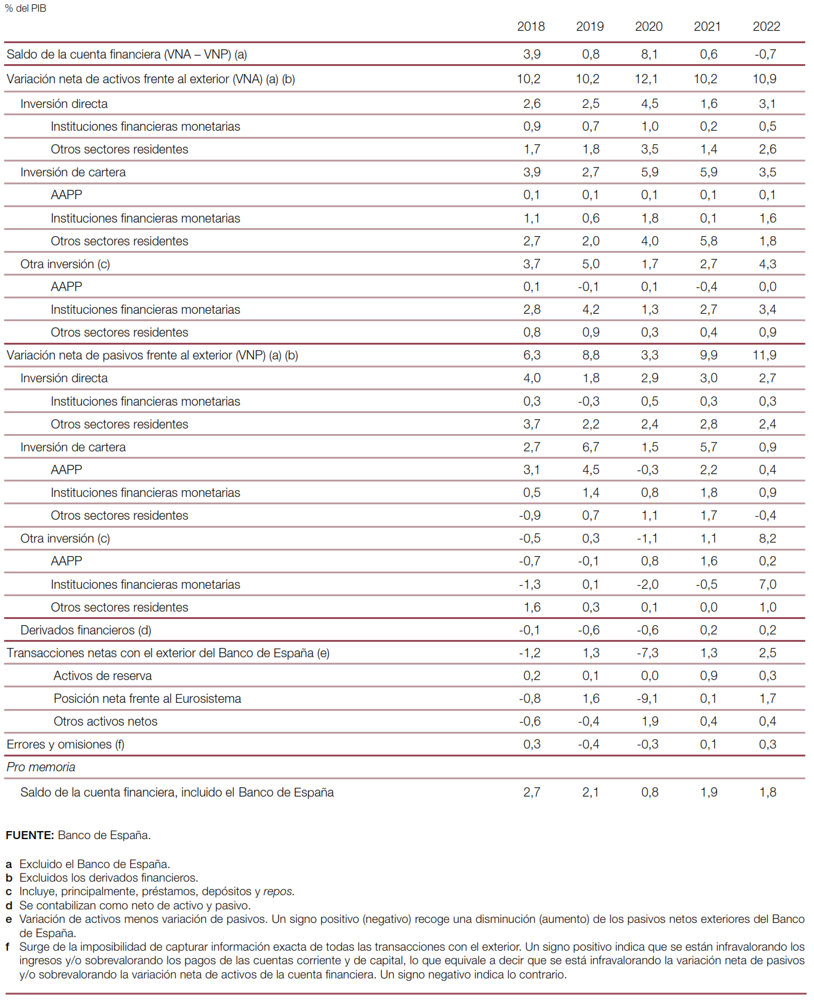 % del PIB
2018 2019 2020 2021 2022
Saldo de la cuenta financiera (VNA – VNP) (a) 3,9 0,8 8,1 0,6 -0,7
Variación neta de activos frente al exterior (VNA) (a) (b) 10,2 10,2 12,1 10,2 10,9
Inversión directa 2,6 2,5 4,5 1,6 3,1
Instituciones financieras monetarias 0,9 0,7 1,0 0,2 0,5
Otros sectores residentes 1,7 1,8 3,5 1,4 2,6
Inversión de cartera 3,9 2,7 5,9 5,9 3,5
AAPP 0,1 0,1 0,1 0,1 0,1
Instituciones financieras monetarias 1,1 0,6 1,8 0,1 1,6
Otros sectores residentes 2,7 2,0 4,0 5,8 1,8
Otra inversión (c) 3,7 5,0 1,7 2,7 4,3
AAPP 0,1 -0,1 0,1 -0,4 0,0
Instituciones financieras monetarias 2,8 4,2 1,3 2,7 3,4
Otros sectores residentes 0,8 0,9 0,3 0,4 0,9
Variación neta de pasivos frente al exterior (VNP) (a) (b) 6,3 8,8 3,3 9,9 11,9
Inversión directa 4,0 1,8 2,9 3,0 2,7
Instituciones financieras monetarias 0,3 -0,3 0,5 0,3 0,3
Otros sectores residentes 3,7 2,2 2,4 2,8 2,4
Inversión de cartera 2,7 6,7 1,5 5,7 0,9
AAPP 3,1 4,5 -0,3 2,2 0,4
Instituciones financieras monetarias 0,5 1,4 0,8 1,8 0,9
Otros sectores residentes -0,9 0,7 1,1 1,7 -0,4
Otra inversión (c) -0,5 0,3 -1,1 1,1 8,2
AAPP -0,7 -0,1 0,8 1,6 0,2
Instituciones financieras monetarias -1,3 0,1 -2,0 -0,5 7,0
Otros sectores residentes 1,6 0,3 0,1 0,0 1,0
Derivados financieros (d) -0,1 -0,6 -0,6 0,2 0,2
Transacciones netas con el exterior del Banco de España (e) -1,2 1,3 -7,3 1,3 2,5
Activos de reserva 0,2 0,1 0,0 0,9 0,3
Posición neta frente al Eurosistema -0,8 1,6 -9,1 0,1 1,7
Otros activos netos -0,6 -0,4 1,9 0,4 0,4
Errores y omisiones (f) 0,3 -0,4 -0,3 0,1 0,3
Pro memoria
Saldo de la cuenta financiera, incluido el Banco de España 2,7 2,1 0,8 1,9 1,8
FUENTE: Banco de España.
a Excluido el Banco de España.
b Excluidos los derivados financieros.
c Incluye, principalmente, préstamos, depósitos y repos.
d Se contabilizan como neto de activo y pasivo.
e Variación de activos menos variación de pasivos. Un signo positivo (negativo) recoge una disminución (aumento) de los pasivos netos exteriores del Banco
de España.
f Surge de la imposibilidad de capturar información exacta de todas las transacciones con el exterior. Un signo positivo indica que se están infravalorando los
ingresos y/o sobrevalorando los pagos de las cuentas corriente y de capital, lo que equivale a decir que se está infravalorando la variación neta de pasivos
y/o sobrevalorando la variación neta de activos de la cuenta financiera. Un signo negativo indica lo contrario.